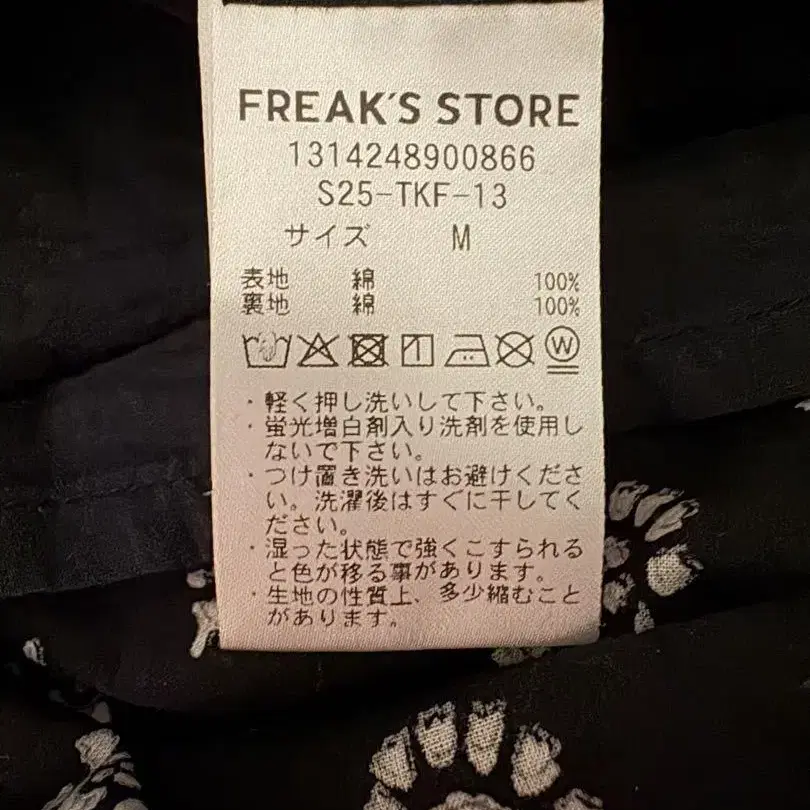 FREAK'S STORE
1314248900866
S25-TKF-13
サイズ M
表地 綿 100%
裏地 綿 100%
W
・軽く押し洗いして下さい。
・蛍光増白剤入り洗剤を使用し
ないで下さい。
・つけ置き洗いはお避けくださ
い。洗濯後はすぐに干してく
ださい。
・湿った状態で強くこすられる
と色が移る事があります。
・生地の性質上、多少縮むこと
があります。